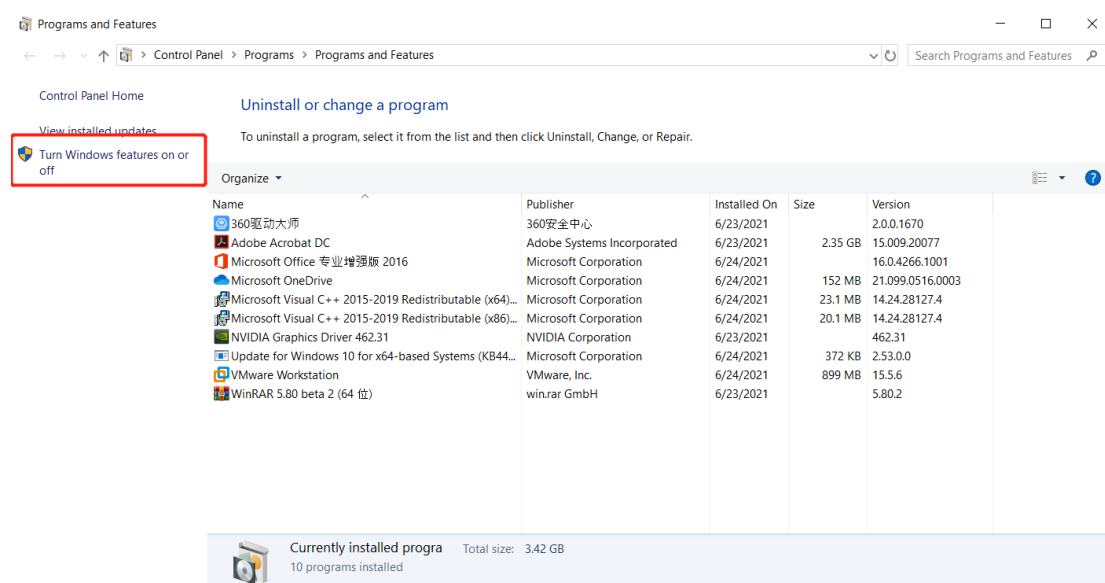 Programs and Features
Control Panel > Programs > Programs and Features
Search Programs and Features
Control Panel Home
View installed updates
Turn Windows features on or
off
Uninstall or change a program
To uninstall a program, select it from the list and then click Uninstall, Change, or Repair.
Organize
Name Publisher Installed On Size Version
360驱动大师 360安全中心 6/23/2021 2.0.0.1670
Adobe Acrobat DC Adobe Systems Incorporated 6/23/2021 2.35 GB 15.009.20077
Microsoft Office 专业增强版 2016 Microsoft Corporation 6/24/2021 16.0.4266.1001
Microsoft OneDrive Microsoft Corporation 6/24/2021 152 MB 21.099.0516.0003
Microsoft Visual C++ 2015-2019 Redistributable (x64)... Microsoft Corporation 6/24/2021 23.1 MB 14.24.28127.4
Microsoft Visual C++ 2015-2019 Redistributable (x86)... Microsoft Corporation 6/24/2021 20.1 MB 14.24.28127.4
NVIDIA Graphics Driver 462.31 NVIDIA Corporation 6/23/2021 462.31
Update for Windows 10 for x64-based Systems (KB44... Microsoft Corporation 6/24/2021 372 KB 2.53.0.0
VMware Workstation VMware, Inc. 6/24/2021 899 MB 15.5.6
WinRAR 5.80 beta 2 (64 位) win.rar GmbH 6/23/2021 5.80.2
Currently installed progra Total size: 3.42 GB
10 programs installed